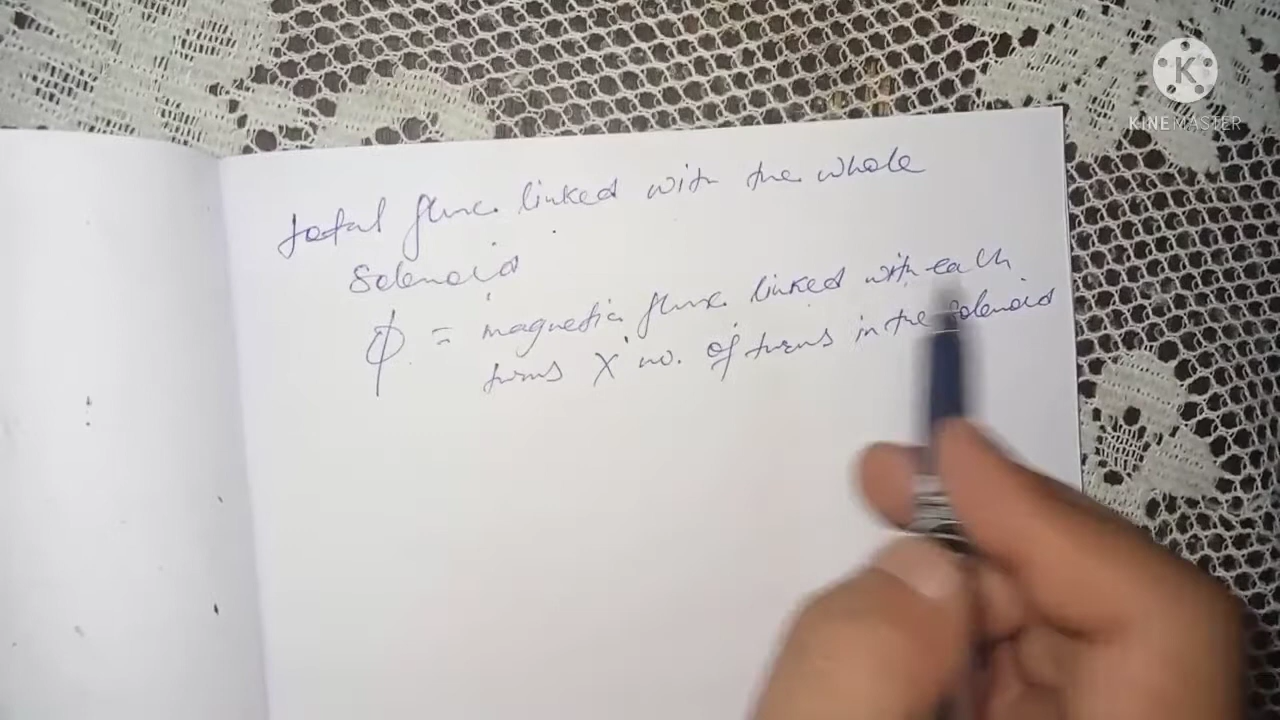 total flux linked with the whole
solenoid
ϕ = magnetic flux linked with each
turns X no. of turns in the solenoid
K
KINEMASTER